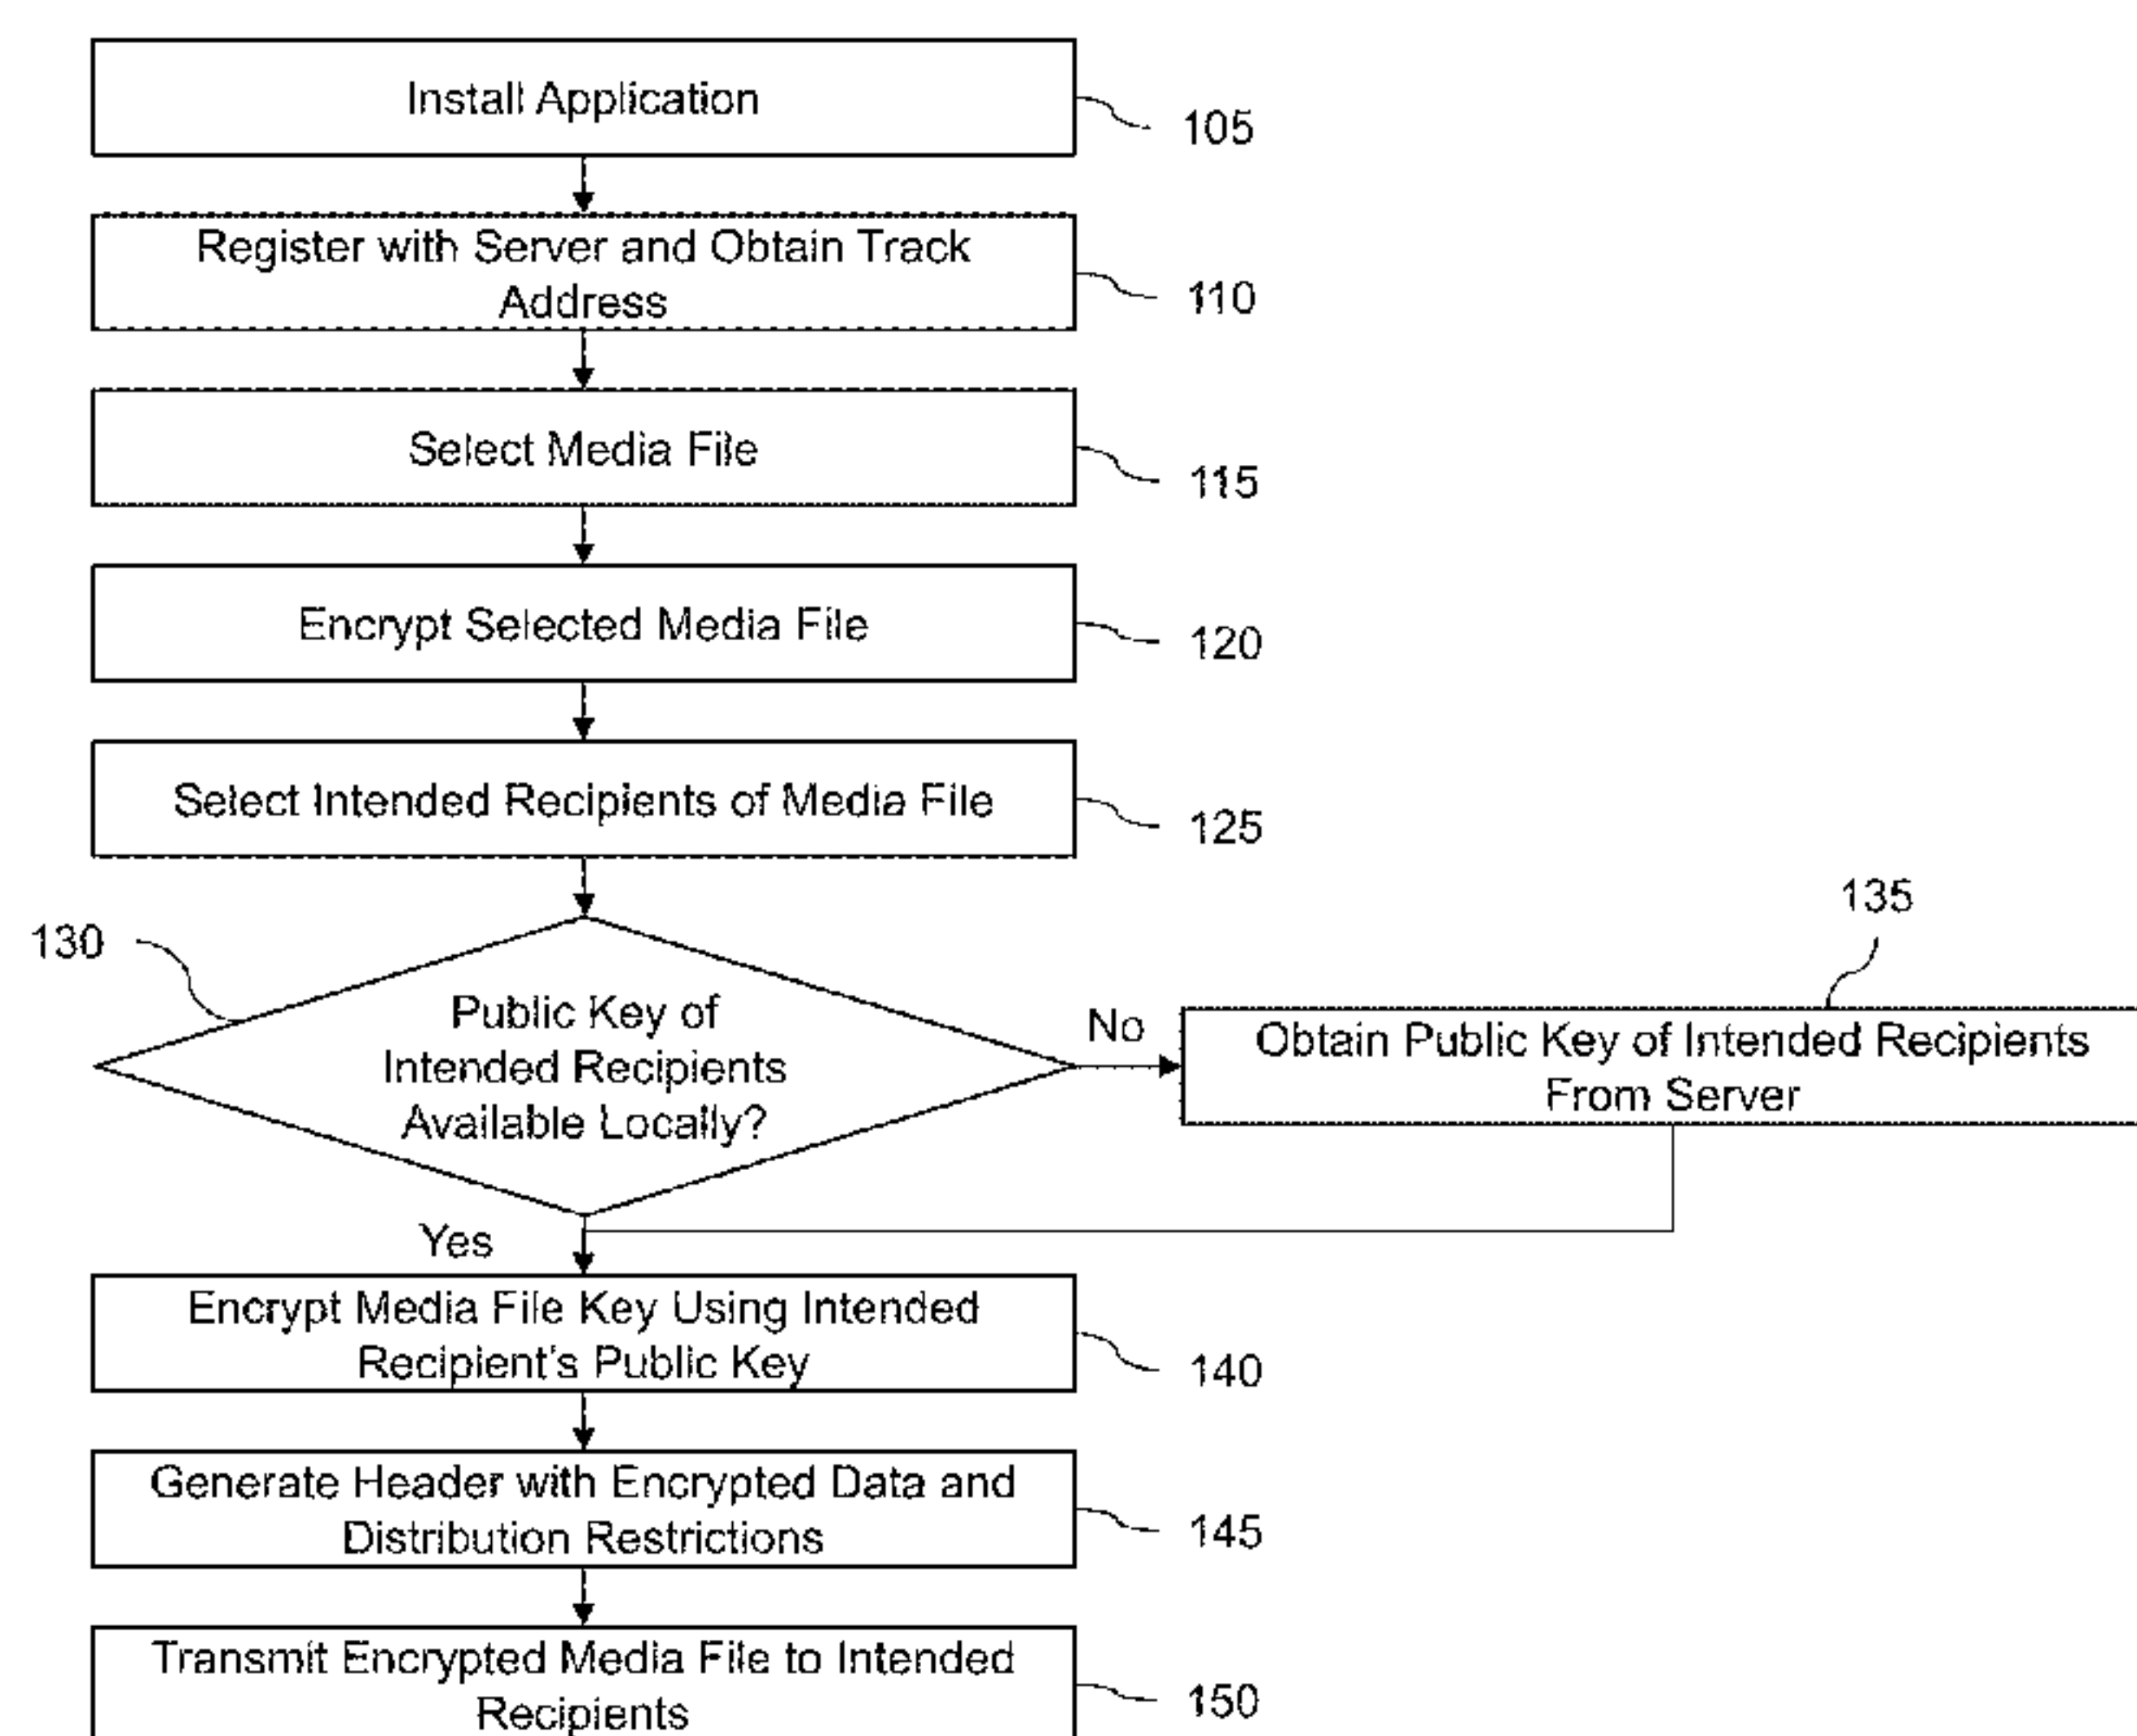 Install Application
105
Register with Server and Obtain Track
Address
110
Select Media File
115
Encrypt Selected Media File
120
Select Intended Recipients of Media File
125
130
Public Key of
Intended Recipients
Available Locally?
No
135
Obtain Public Key of Intended Recipients
From Server
Yes
Encrypt Media File Key Using Intended
Recipient's Public Key
140
Generate Header with Encrypted Data and
Distribution Restrictions
145
Transmit Encrypted Media File to Intended
Recipients
150